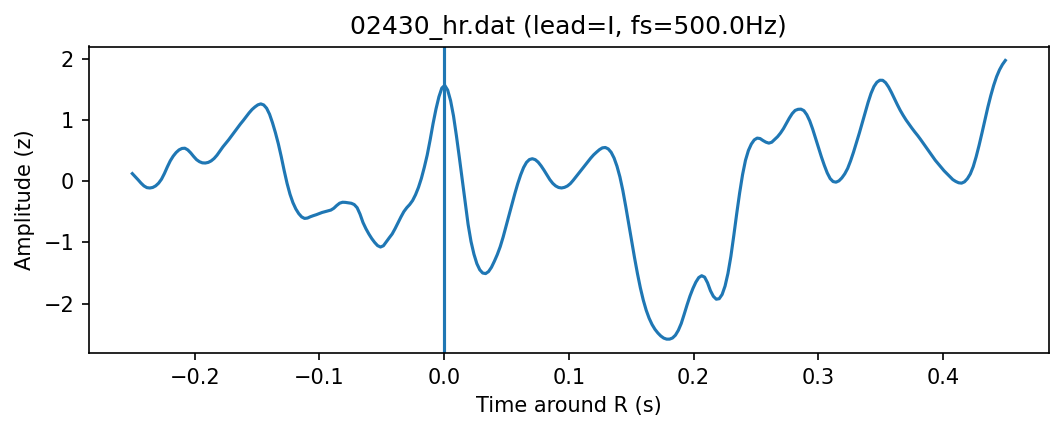 02430_hr.dat (lead=I, fs=500.0Hz)
2
1
0
−1
−2
Amplitude (z)
−0.2 −0.1 0.0 0.1 0.2 0.3 0.4
Time around R (s)